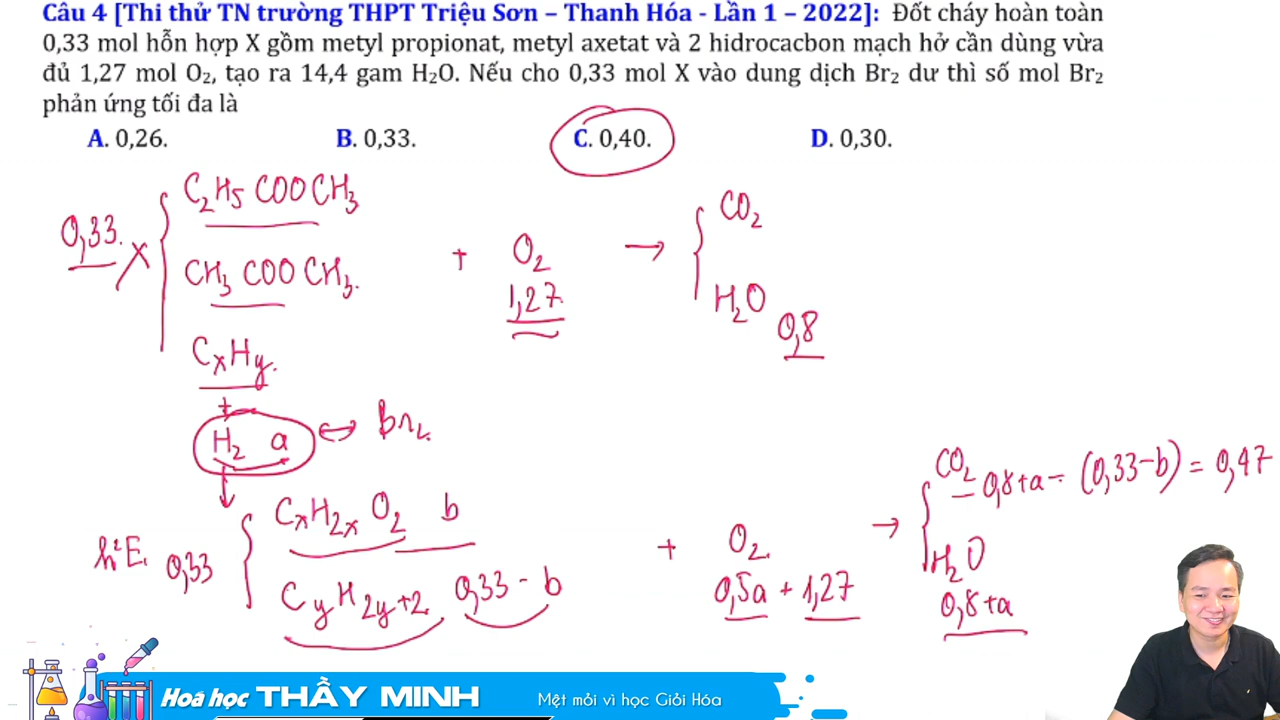 Câu 4 [Thi thử TN trường THPT Triệu Sơn – Thanh Hóa - Lần 1 – 2022]: Đốt cháy hoàn toàn
0,33 mol hỗn hợp X gồm metyl propionat, metyl axetat và 2 hidrocacbon mạch hở cần dùng vừa
đủ 1,27 mol O₂, tạo ra 14,4 gam H₂O. Nếu cho 0,33 mol X vào dung dịch Br₂ dư thì số mol Br₂
phản ứng tối đa là
A. 0,26. B. 0,33. C. 0,40. D. 0,30.
C₂H₅COOCH₃
0,33. X
CH₃COOCH₃.
+ O₂ →
1,27.
CO₂
H₂O
0,8
CₓHᵧ.
+
H₂ a ↔ Br₂.
h²E. 0,33
CₓH₂ₓO₂ b
CᵧH₂ᵧ₊₂ 0,33 - b
+ O₂.
0,5a + 1,27
→
CO₂ 0,8+a - (0,33-b) = 0,47
H₂O
0,8+a
Hoá học THẦY MINH
Mệt mỏi vì học Giỏi Hóa